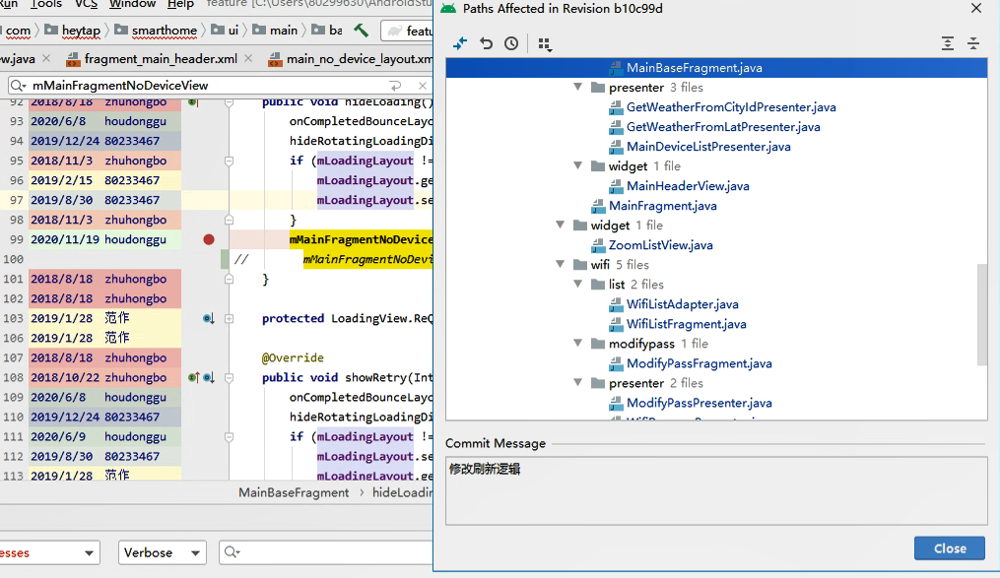 Run Tools VCS Window Help feature [C:\Users\80299630\AndroidStu
com heytap smarthome ui main ba featu
w.java fragment_main_header.xml main_no_device_layout.xm
mMainFragmentNoDeviceView
92 2018/8/18 zhuhongbo public void hideLoading()
93 2020/6/8 houdonggu onCompletedBounceLayo
94 2019/12/24 80233467 hideRotatingLoadingDi
95 2018/11/3 zhuhongbo if (mLoadingLayout !=
96 2019/2/15 80233467 mLoadingLayout.ge
97 2019/8/30 80233467 mLoadingLayout.se
98 2018/11/3 zhuhongbo }
99 2020/11/19 houdonggu mMainFragmentNoDevice
100 // mMainFragmentNoDevi
101 2018/8/18 zhuhongbo }
102 2018/8/18 zhuhongbo
103 2019/1/28 范作 protected LoadingView.ReQ
106 2019/1/28 范作
107 2018/8/18 zhuhongbo @Override
108 2018/10/22 zhuhongbo public void showRetry(Int
109 2020/6/8 houdonggu onCompletedBounceLayo
110 2019/12/24 80233467 hideRotatingLoadingDi
111 2020/6/9 houdonggu if (mLoadingLayout !=
112 2019/8/30 80233467 mLoadingLayout.se
113 2019/1/28 范作 mLoadingLayout.ge
MainBaseFragment › hideLoadin
esses Verbose
Paths Affected in Revision b10c99d
MainBaseFragment.java
presenter 3 files
GetWeatherFromCityIdPresenter.java
GetWeatherFromLatPresenter.java
MainDeviceListPresenter.java
widget 1 file
MainHeaderView.java
MainFragment.java
widget 1 file
ZoomListView.java
wifi 5 files
list 2 files
WifiListAdapter.java
WifiListFragment.java
modifypass 1 file
ModifyPassFragment.java
presenter 2 files
ModifyPassPresenter.java
Commit Message
修改刷新逻辑
Close